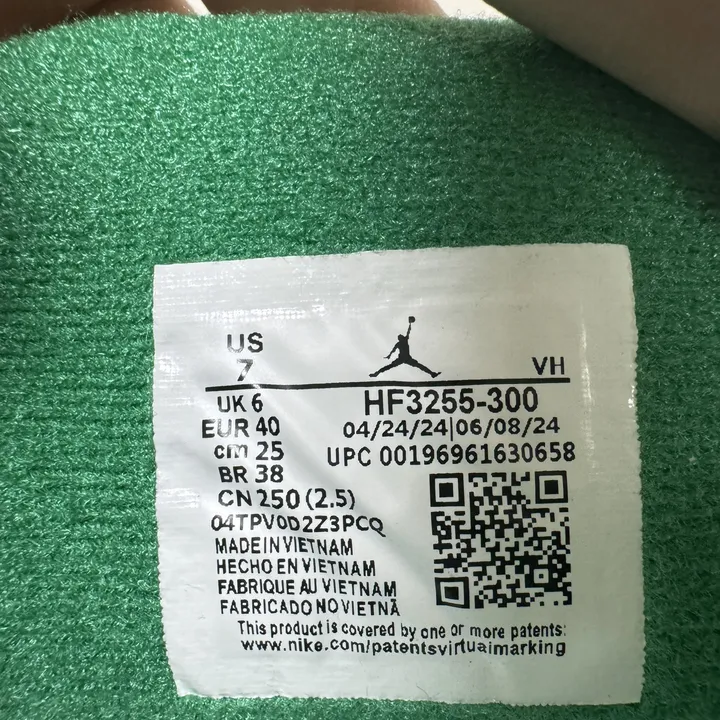 US
7
VH
UK 6
HF3255-300
EUR 40
04/24/24|06/08/24
cm 25
UPC 00196961630658
BR 38
CN 250 (2.5)
04TPV0D2Z3PCQ
MADE IN VIETNAM
HECHO EN VIETNAM
FABRIQUE AU VIETNAM
FABRICADO NO VIETNÃ
This product is covered by one or more patents:
www.nike.com/patentsvirtualmarking